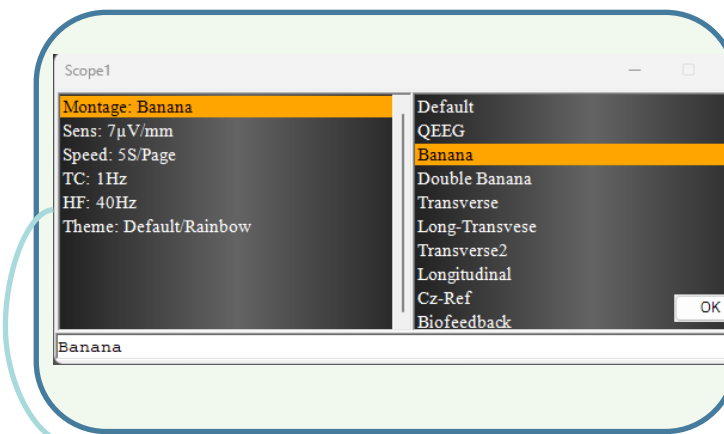 Scope1
Montage: Banana
Sens: 7µV/mm
Speed: 5S/Page
TC: 1Hz
HF: 40Hz
Theme: Default/Rainbow
Default
QEEG
Banana
Double Banana
Transverse
Long-Transvese
Transverse2
Longitudinal
Cz-Ref
Biofeedback
OK
Banana